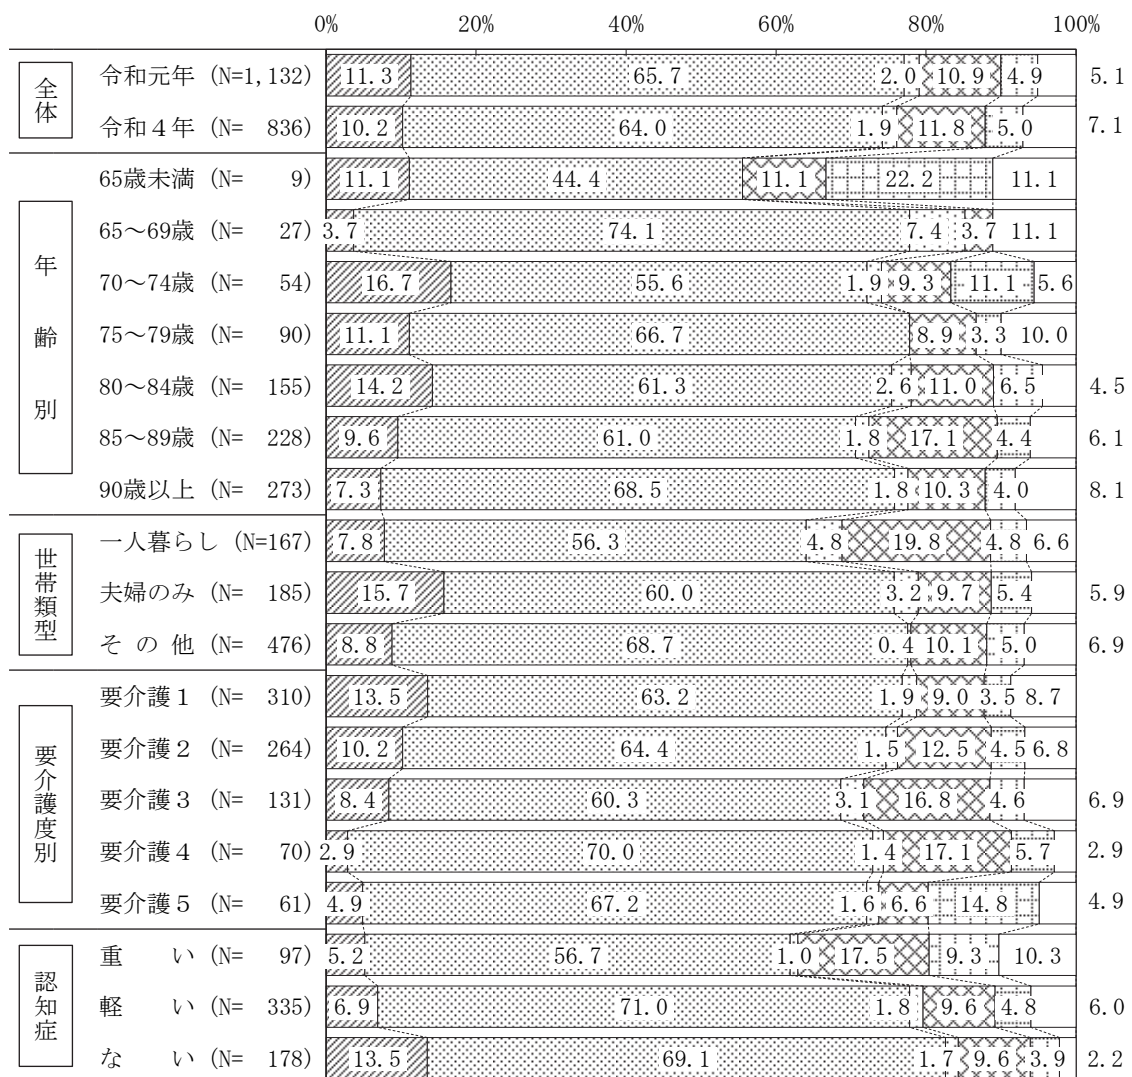 0% 20% 40% 60% 80% 100%
全体
令和元年 (N=1,132) 11.3 65.7 2.0 10.9 4.9 5.1
令和4年 (N= 836) 10.2 64.0 1.9 11.8 5.0 7.1
年齢別
65歳未満 (N= 9) 11.1 44.4 11.1 22.2 11.1
65~69歳 (N= 27) 3.7 74.1 7.4 3.7 11.1
70~74歳 (N= 54) 16.7 55.6 1.9 9.3 11.1 5.6
75~79歳 (N= 90) 11.1 66.7 8.9 3.3 10.0
80~84歳 (N= 155) 14.2 61.3 2.6 11.0 6.5 4.5
85~89歳 (N= 228) 9.6 61.0 1.8 17.1 4.4 6.1
90歳以上 (N= 273) 7.3 68.5 1.8 10.3 4.0 8.1
世帯類型
一人暮らし (N=167) 7.8 56.3 4.8 19.8 4.8 6.6
夫婦のみ (N= 185) 15.7 60.0 3.2 9.7 5.4 5.9
その他 (N= 476) 8.8 68.7 0.4 10.1 5.0 6.9
要介護度別
要介護1 (N= 310) 13.5 63.2 1.9 9.0 3.5 8.7
要介護2 (N= 264) 10.2 64.4 1.5 12.5 4.5 6.8
要介護3 (N= 131) 8.4 60.3 3.1 16.8 4.6 6.9
要介護4 (N= 70) 2.9 70.0 1.4 17.1 5.7 2.9
要介護5 (N= 61) 4.9 67.2 1.6 6.6 14.8 4.9
認知症
重い (N= 97) 5.2 56.7 1.0 17.5 9.3 10.3
軽い (N= 335) 6.9 71.0 1.8 9.6 4.8 6.0
ない (N= 178) 13.5 69.1 1.7 9.6 3.9 2.2